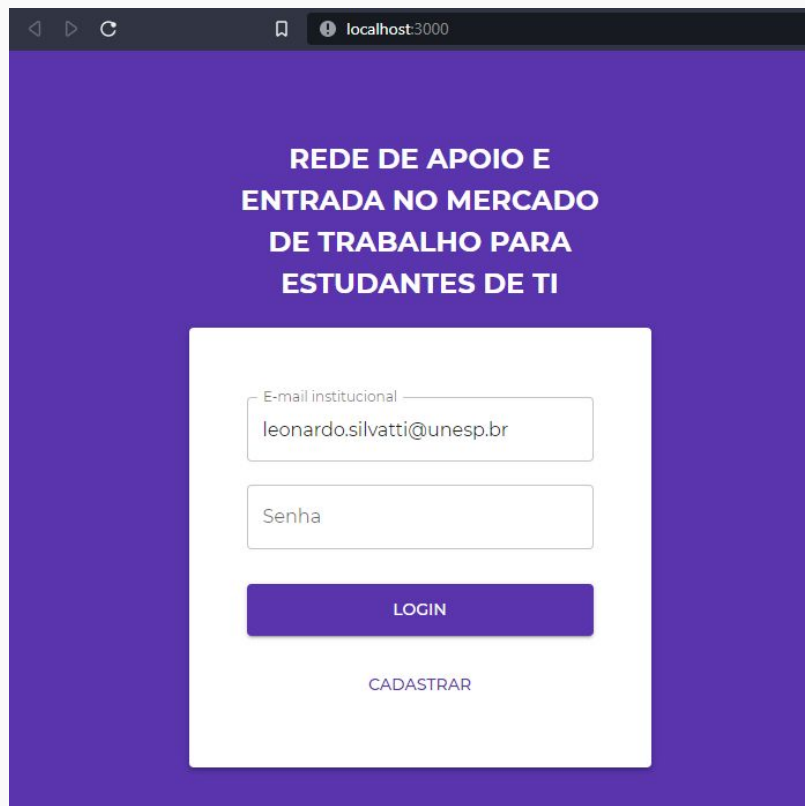 localhost:3000
REDE DE APOIO E
ENTRADA NO MERCADO
DE TRABALHO PARA
ESTUDANTES DE TI
E-mail institucional
leonardo.silvatti@unesp.br
Senha
LOGIN
CADASTRAR